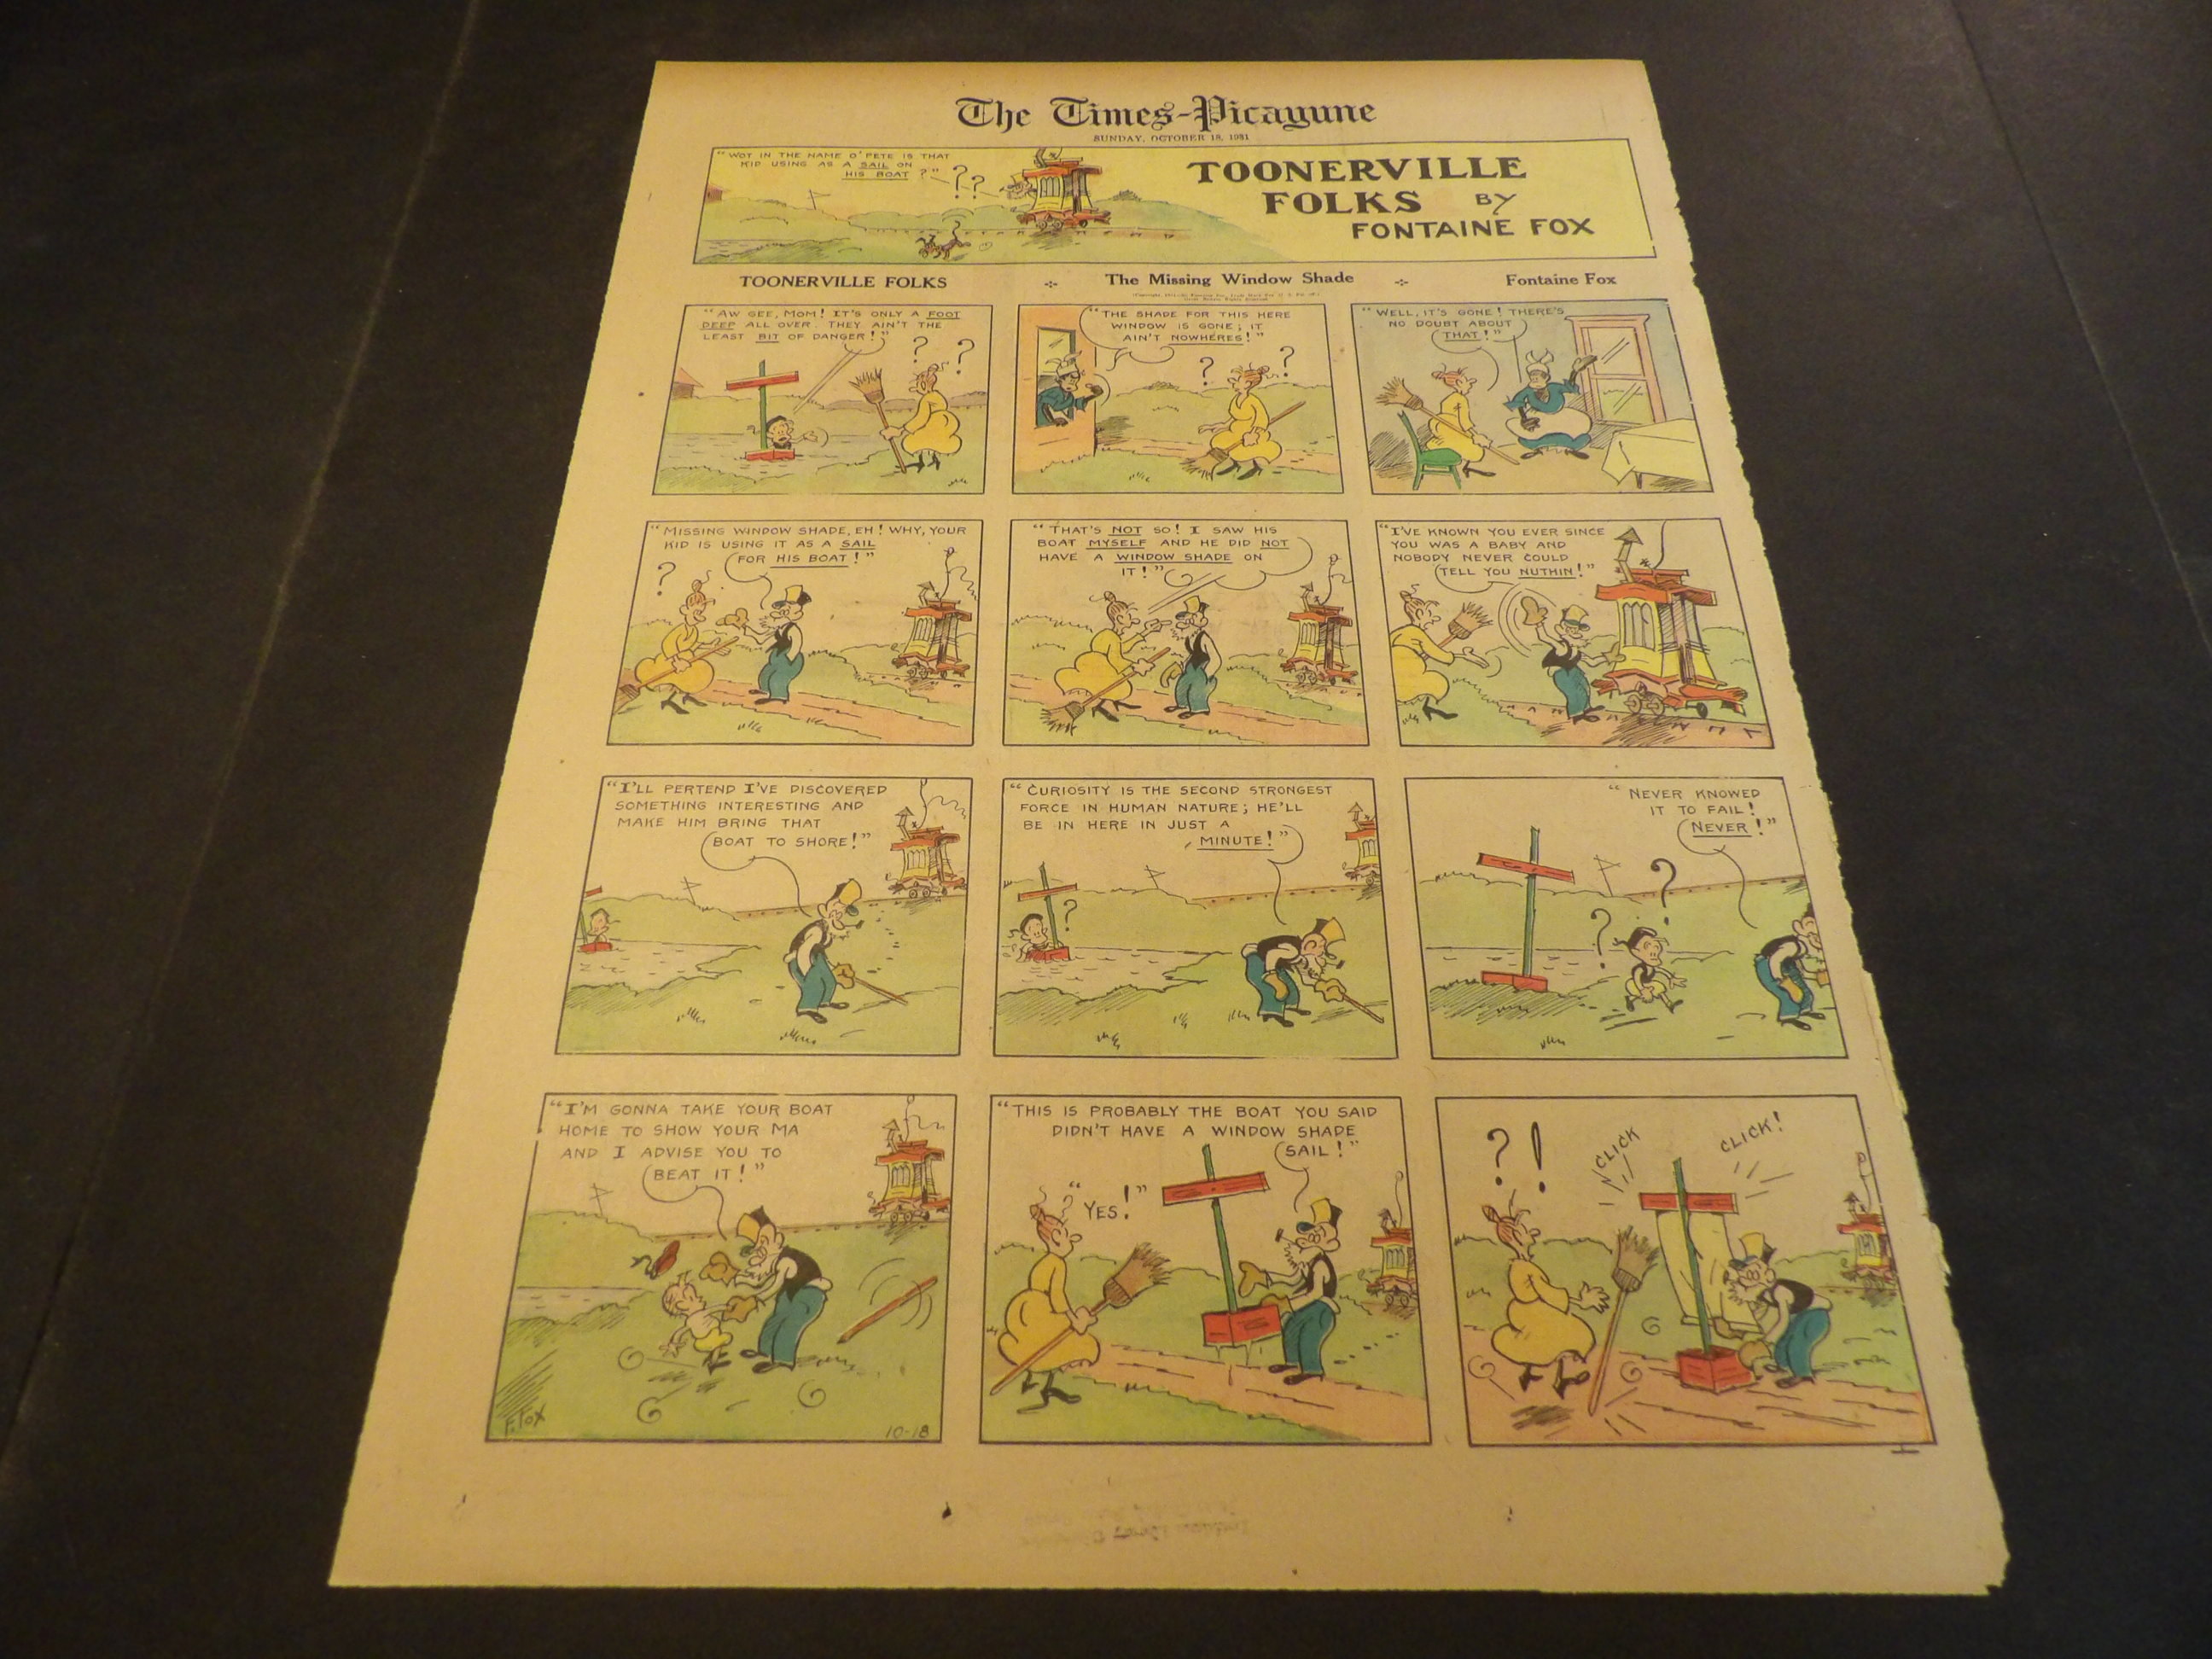 The Times-Picayune
SUNDAY, OCTOBER 18, 1931
"WOT IN THE NAME O' PETE IS THAT
KID USING AS A SAIL ON
HIS BOAT?"
? ? ?
TOONERVILLE
FOLKS BY
FONTAINE FOX
TOONERVILLE FOLKS
The Missing Window Shade
Fontaine Fox
"AW GEE, MOM! IT'S ONLY A FOOT
DEEP ALL OVER. THEY AIN'T THE
LEAST BIT OF DANGER!"
? ?
"THE SHADE FOR THIS HERE
WINDOW IS GONE; IT
AIN'T NOWHERES!"
? ?
"WELL, IT'S GONE! THERE'S
NO DOUBT ABOUT
THAT!"
"MISSING WINDOW SHADE, EH! WHY, YOUR
KID IS USING IT AS A SAIL
FOR HIS BOAT!"
?
"THAT'S NOT SO! I SAW HIS
BOAT MYSELF AND HE DID NOT
HAVE A WINDOW SHADE ON
IT!"
"I'VE KNOWN YOU EVER SINCE
YOU WAS A BABY AND
NOBODY NEVER COULD
TELL YOU NUTHIN!"
"I'LL PERTEND I'VE DISCOVERED
SOMETHING INTERESTING AND
MAKE HIM BRING THAT
BOAT TO SHORE!"
"CURIOSITY IS THE SECOND STRONGEST
FORCE IN HUMAN NATURE; HE'LL
BE IN HERE IN JUST A
MINUTE!"
?
"NEVER KNOWED
IT TO FAIL!
NEVER!"
? ?
"I'M GONNA TAKE YOUR BOAT
HOME TO SHOW YOUR MA
AND I ADVISE YOU TO
BEAT IT!"
F. FOX
10-18
"THIS IS PROBABLY THE BOAT YOU SAID
DIDN'T HAVE A WINDOW SHADE
SAIL!"
"YES!"
?!
CLICK
CLICK!